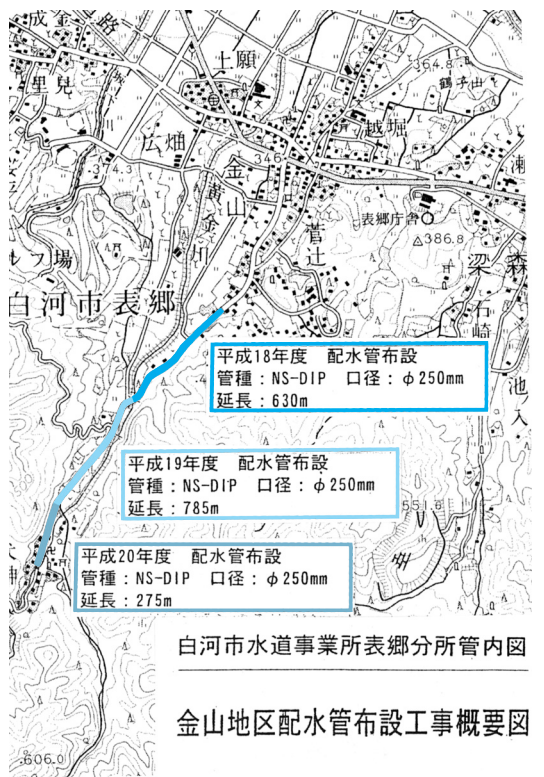 成金
路
里見
上願
364.8
鶴子山
広畑
越堀
374.3
金山
346
瀬
黄金川
表郷庁舎
386.8
菅辻
梁
森
ルフ場
白河市表郷
石崎
池ノ入
平成18年度 配水管布設
管種：NS-DIP 口径：φ250mm
延長：630m
平成19年度 配水管布設
管種：NS-DIP 口径：φ250mm
延長：785m
551.6
平成20年度 配水管布設
管種：NS-DIP 口径：φ250mm
延長：275m
606.0
白河市水道事業所表郷分所管内図
金山地区配水管布設工事概要図